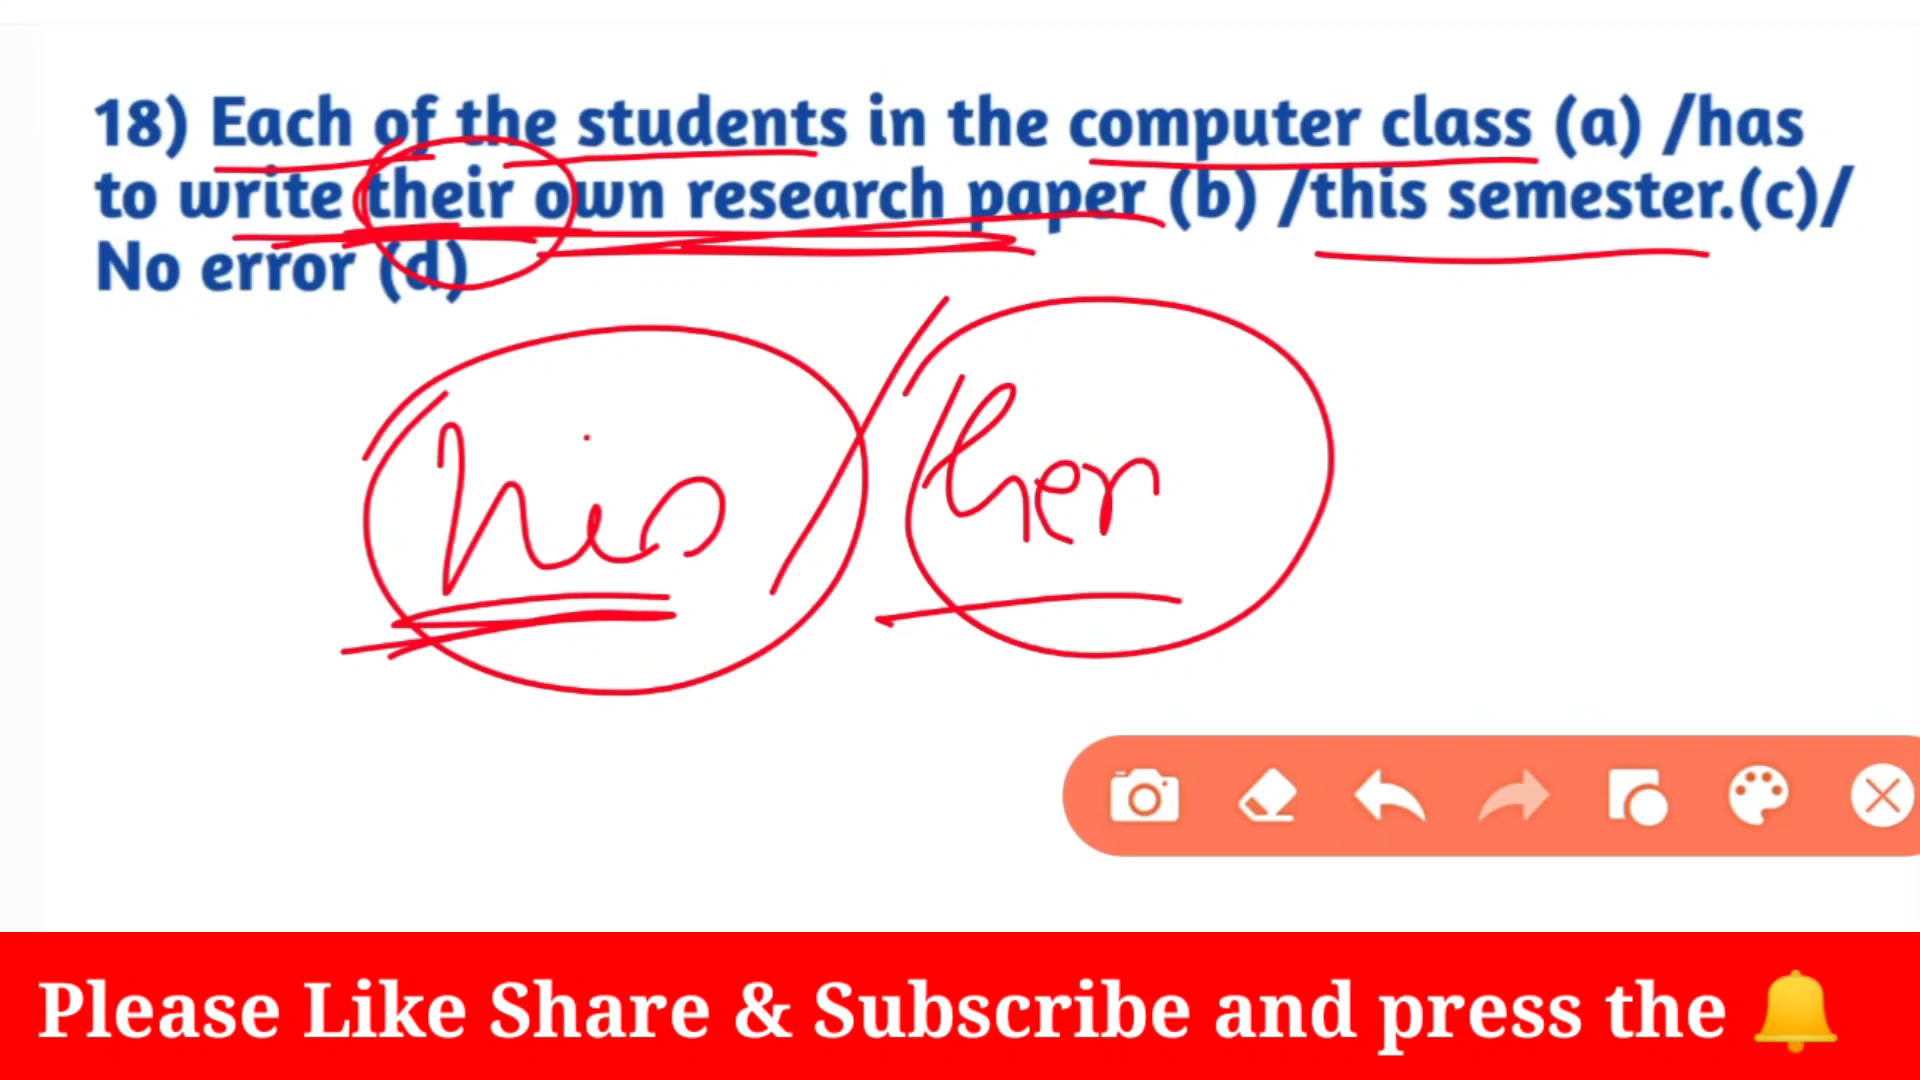 18) Each of the students in the computer class (a) /has
to write their own research paper (b) /this semester.(c)/
No error (d)
his / her
Please Like Share & Subscribe and press the 🔔